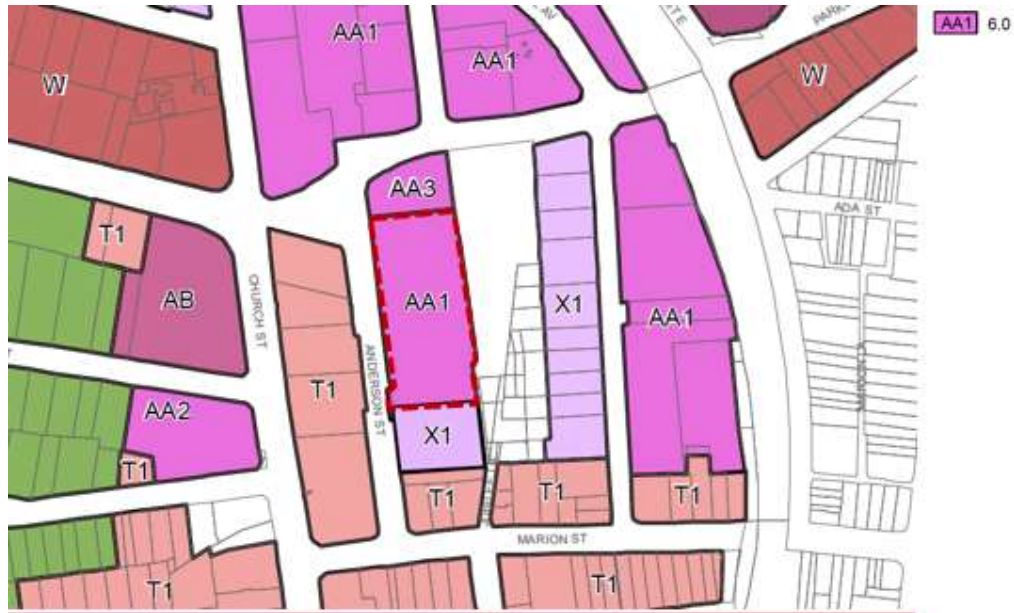 AA1
AA1
W
W
AA1 6.0
AA3
T1
AB
AA1
X1
AA1
T1
AA2
T1
X1
T1
T1
T1
T1
T1
CHURCH ST
ANDERSON ST
ADA ST
MARION ST